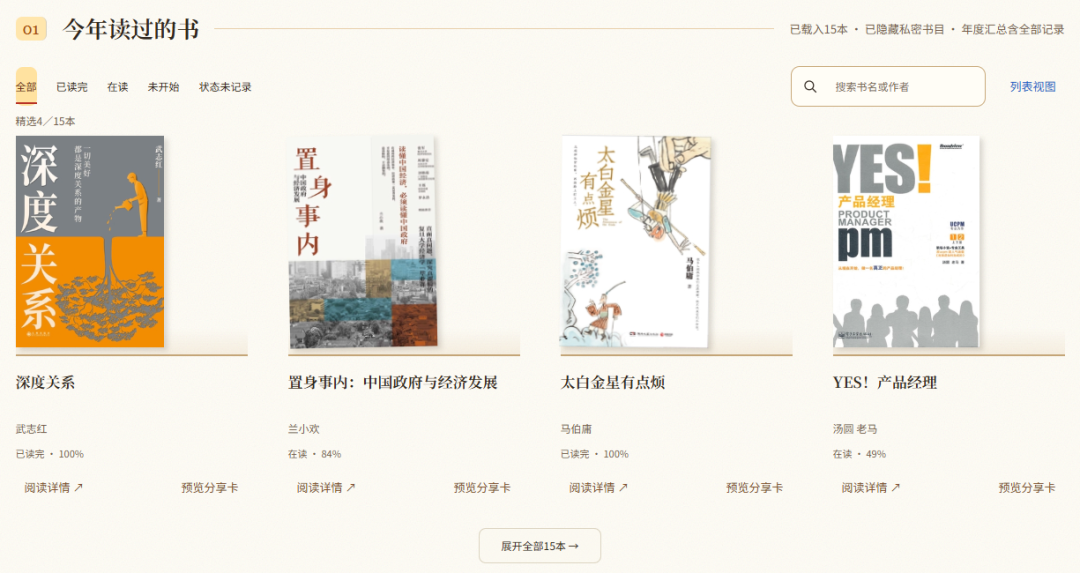 01 今年读过的书
已载入15本 · 已隐藏私密书目 · 年度汇总含全部记录
全部 已读完 在读 未开始 状态未记录
搜索书名或作者
列表视图
精选4／15本
深度关系
一切美好
都是深度关系的产物
武志红 著
置身事内
中国政府
与经济发展
读懂中国经济,必须读懂中国政府
兰小欢 著
太白金星
有点
烦
马伯庸 著
YES!
产品经理
PRODUCT
MANAGER
pm
UCPM
深度关系
武志红
已读完 · 100%
阅读详情 ↗ 预览分享卡
置身事内：中国政府与经济发展
兰小欢
在读 · 84%
阅读详情 ↗ 预览分享卡
太白金星有点烦
马伯庸
已读完 · 100%
阅读详情 ↗ 预览分享卡
YES！产品经理
汤圆 老马
在读 · 49%
阅读详情 ↗ 预览分享卡
展开全部15本 →